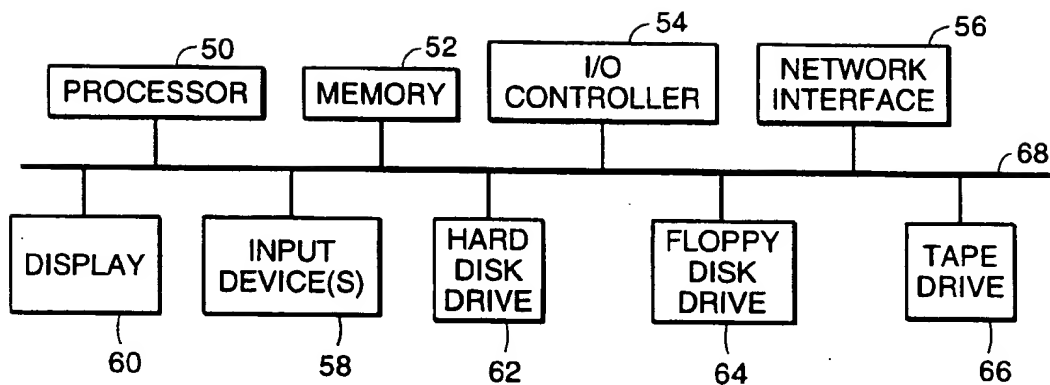 50
52
54
56
PROCESSOR
MEMORY
I/O
CONTROLLER
NETWORK
INTERFACE
68
DISPLAY
INPUT
DEVICE(S)
HARD
DISK
DRIVE
FLOPPY
DISK
DRIVE
TAPE
DRIVE
60
58
62
64
66